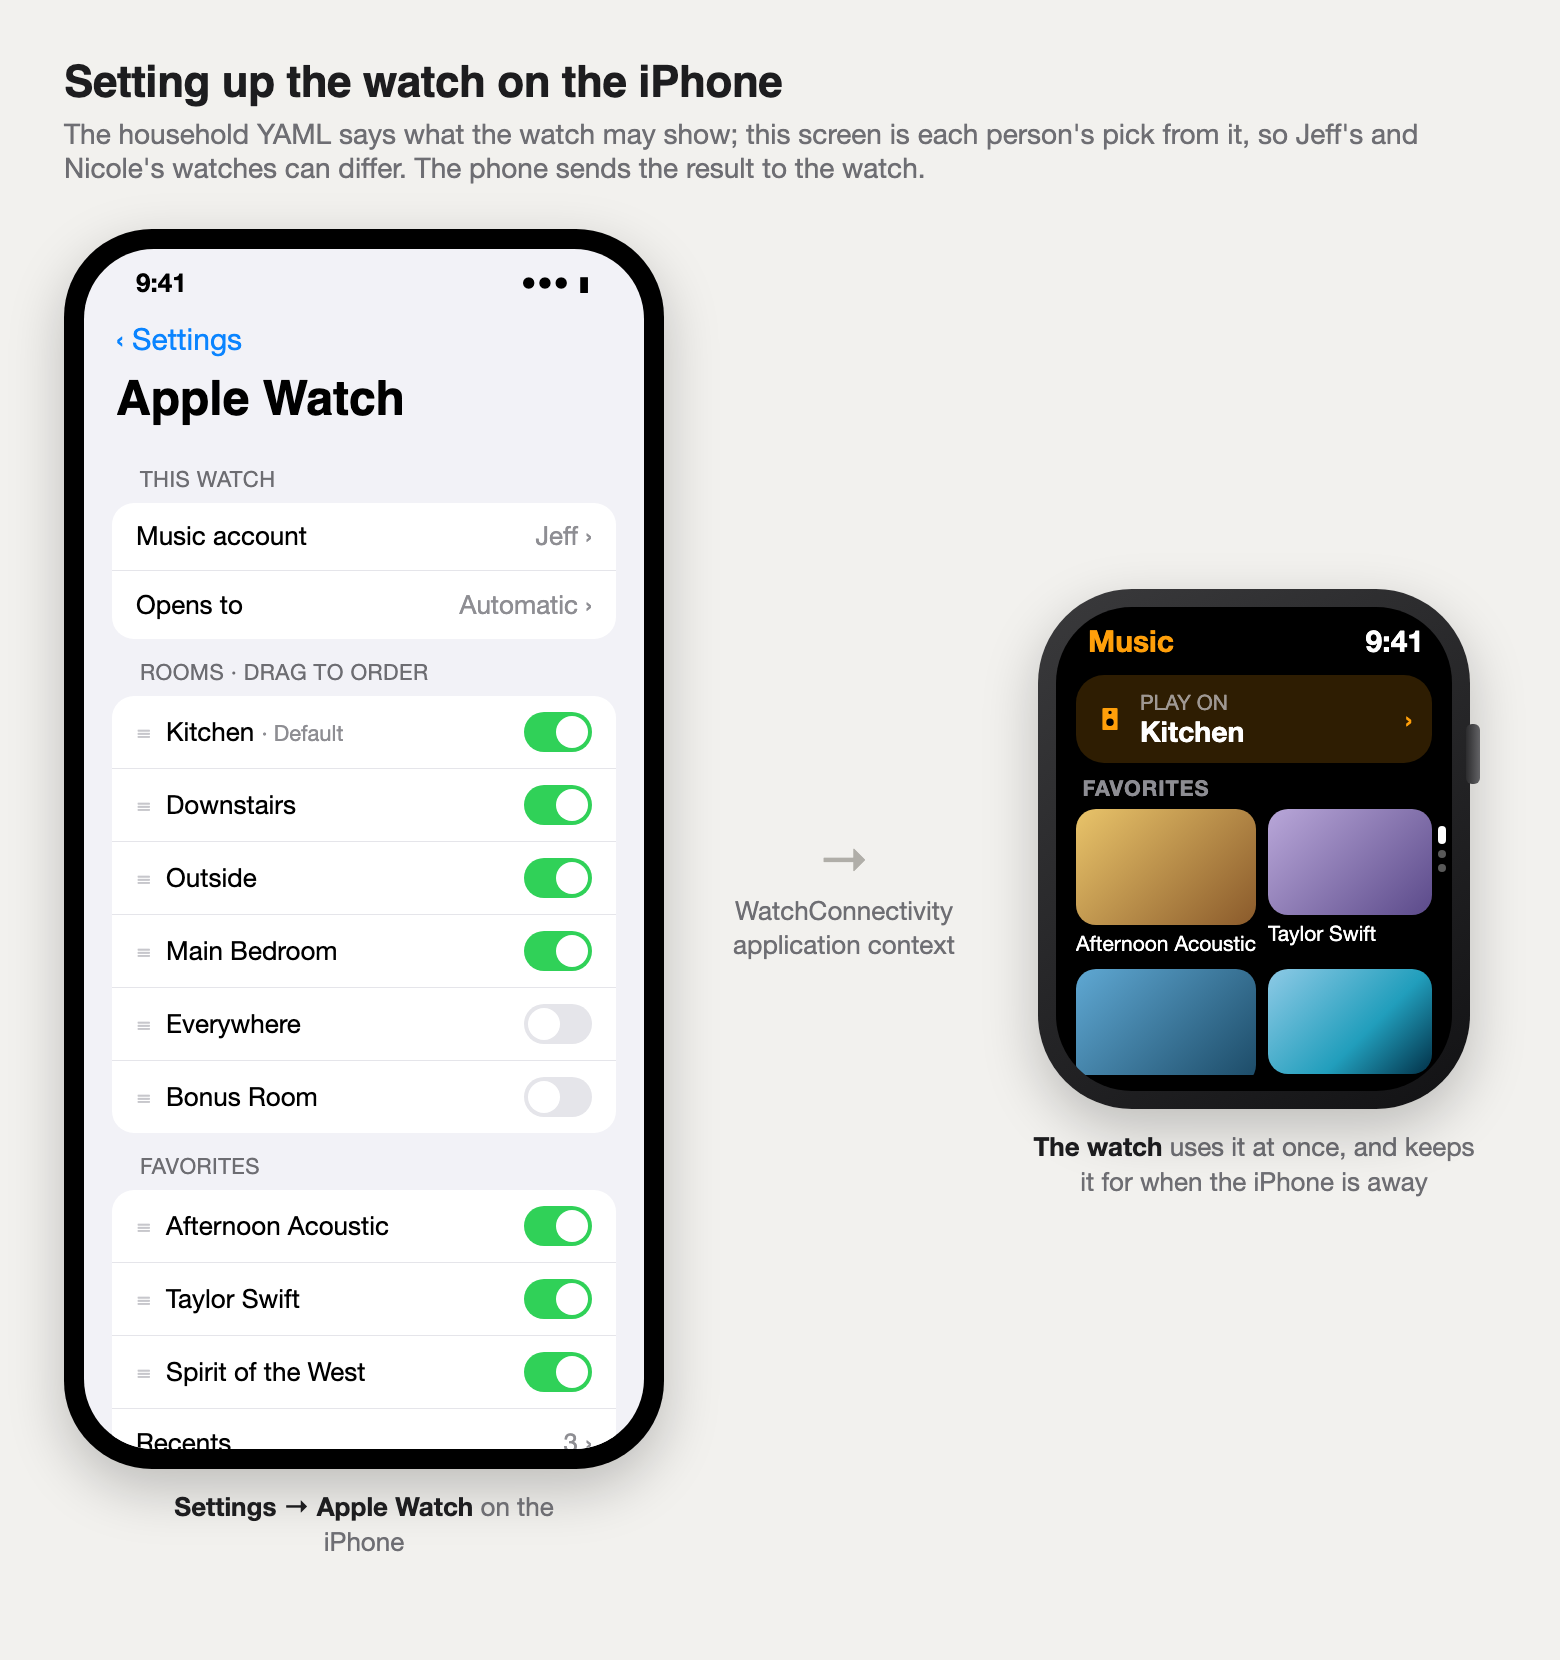 Setting up the watch on the iPhone
The household YAML says what the watch may show; this screen is each person's pick from it, so Jeff's and
Nicole's watches can differ. The phone sends the result to the watch.
9:41
‹ Settings
Apple Watch
THIS WATCH
Music account Jeff ›
Opens to Automatic ›
ROOMS · DRAG TO ORDER
Kitchen · Default
Downstairs
Outside
Main Bedroom
Everywhere
Bonus Room
FAVORITES
Afternoon Acoustic
Taylor Swift
Spirit of the West
Recents 3 ›
Settings → Apple Watch on the
iPhone
→
WatchConnectivity
application context
Music 9:41
PLAY ON
Kitchen ›
FAVORITES
Afternoon Acoustic
Taylor Swift
The watch uses it at once, and keeps
it for when the iPhone is away